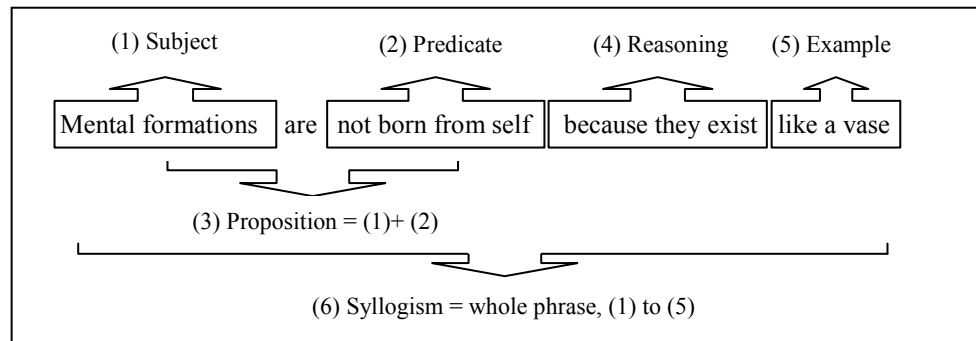 (1) Subject (2) Predicate (4) Reasoning (5) Example
Mental formations are not born from self because they exist like a vase
(3) Proposition = (1)+ (2)
(6) Syllogism = whole phrase, (1) to (5)